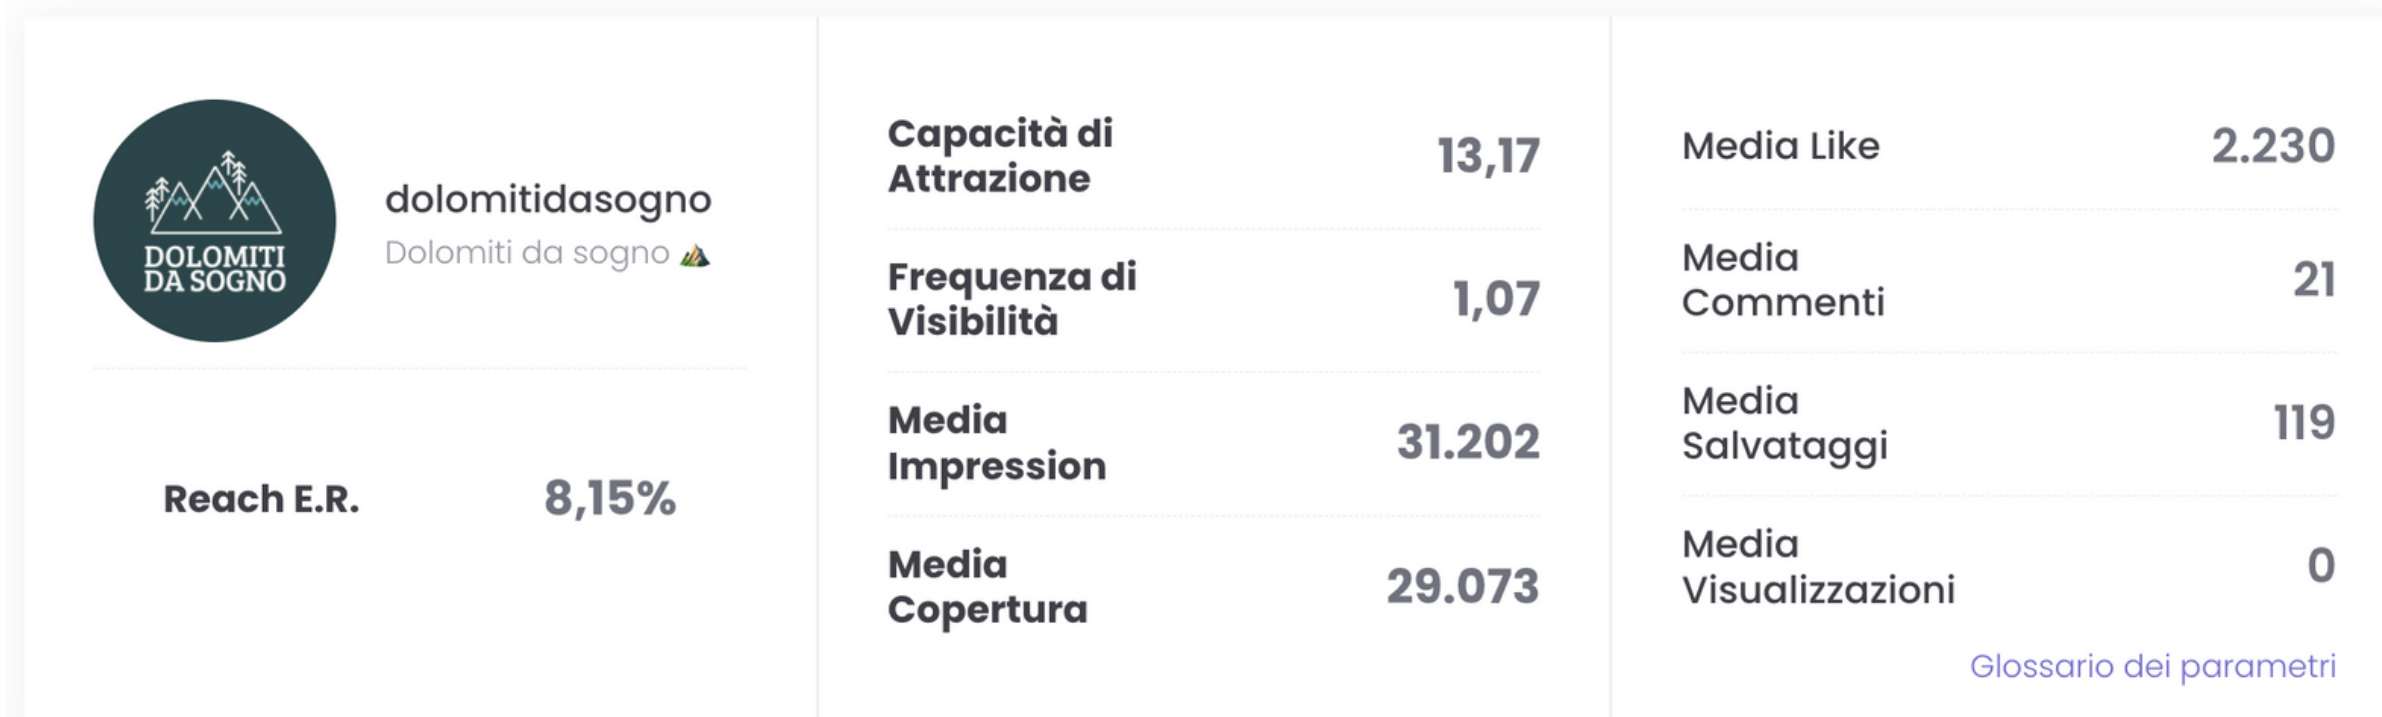 DOLOMITI
DA SOGNO
dolomitidasogno
Dolomiti da sogno
Reach E.R. 8,15%
Capacità di
Attrazione
13,17
Frequenza di
Visibilità
1,07
Media
Impression
31.202
Media
Copertura
29.073
Media Like 2.230
Media
Commenti
21
Media
Salvataggi
119
Media
Visualizzazioni
0
Glossario dei parametri